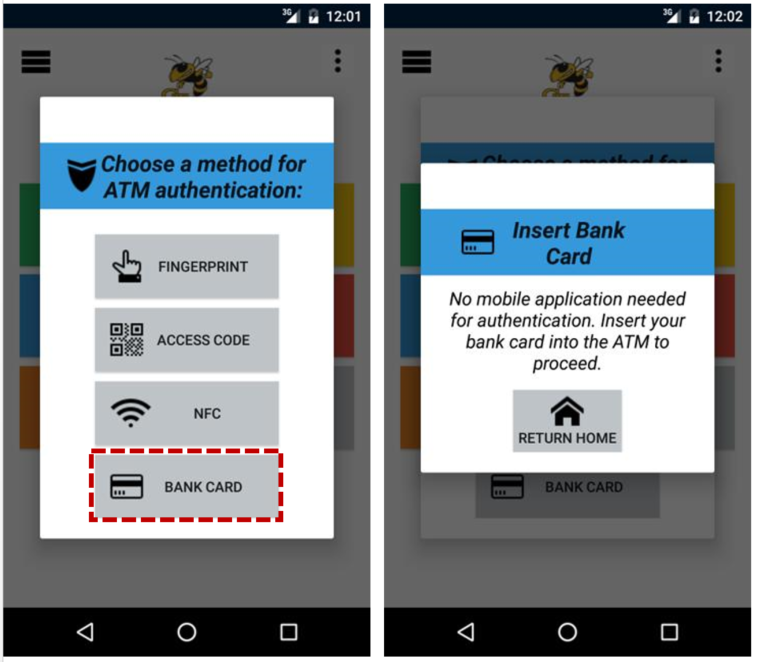 3G 12:01
Choose a method for
ATM authentication:
FINGERPRINT
ACCESS CODE
NFC
BANK CARD
3G 12:02
Choose a method for
Insert Bank
Card
No mobile application needed
for authentication. Insert your
bank card into the ATM to
proceed.
RETURN HOME
BANK CARD